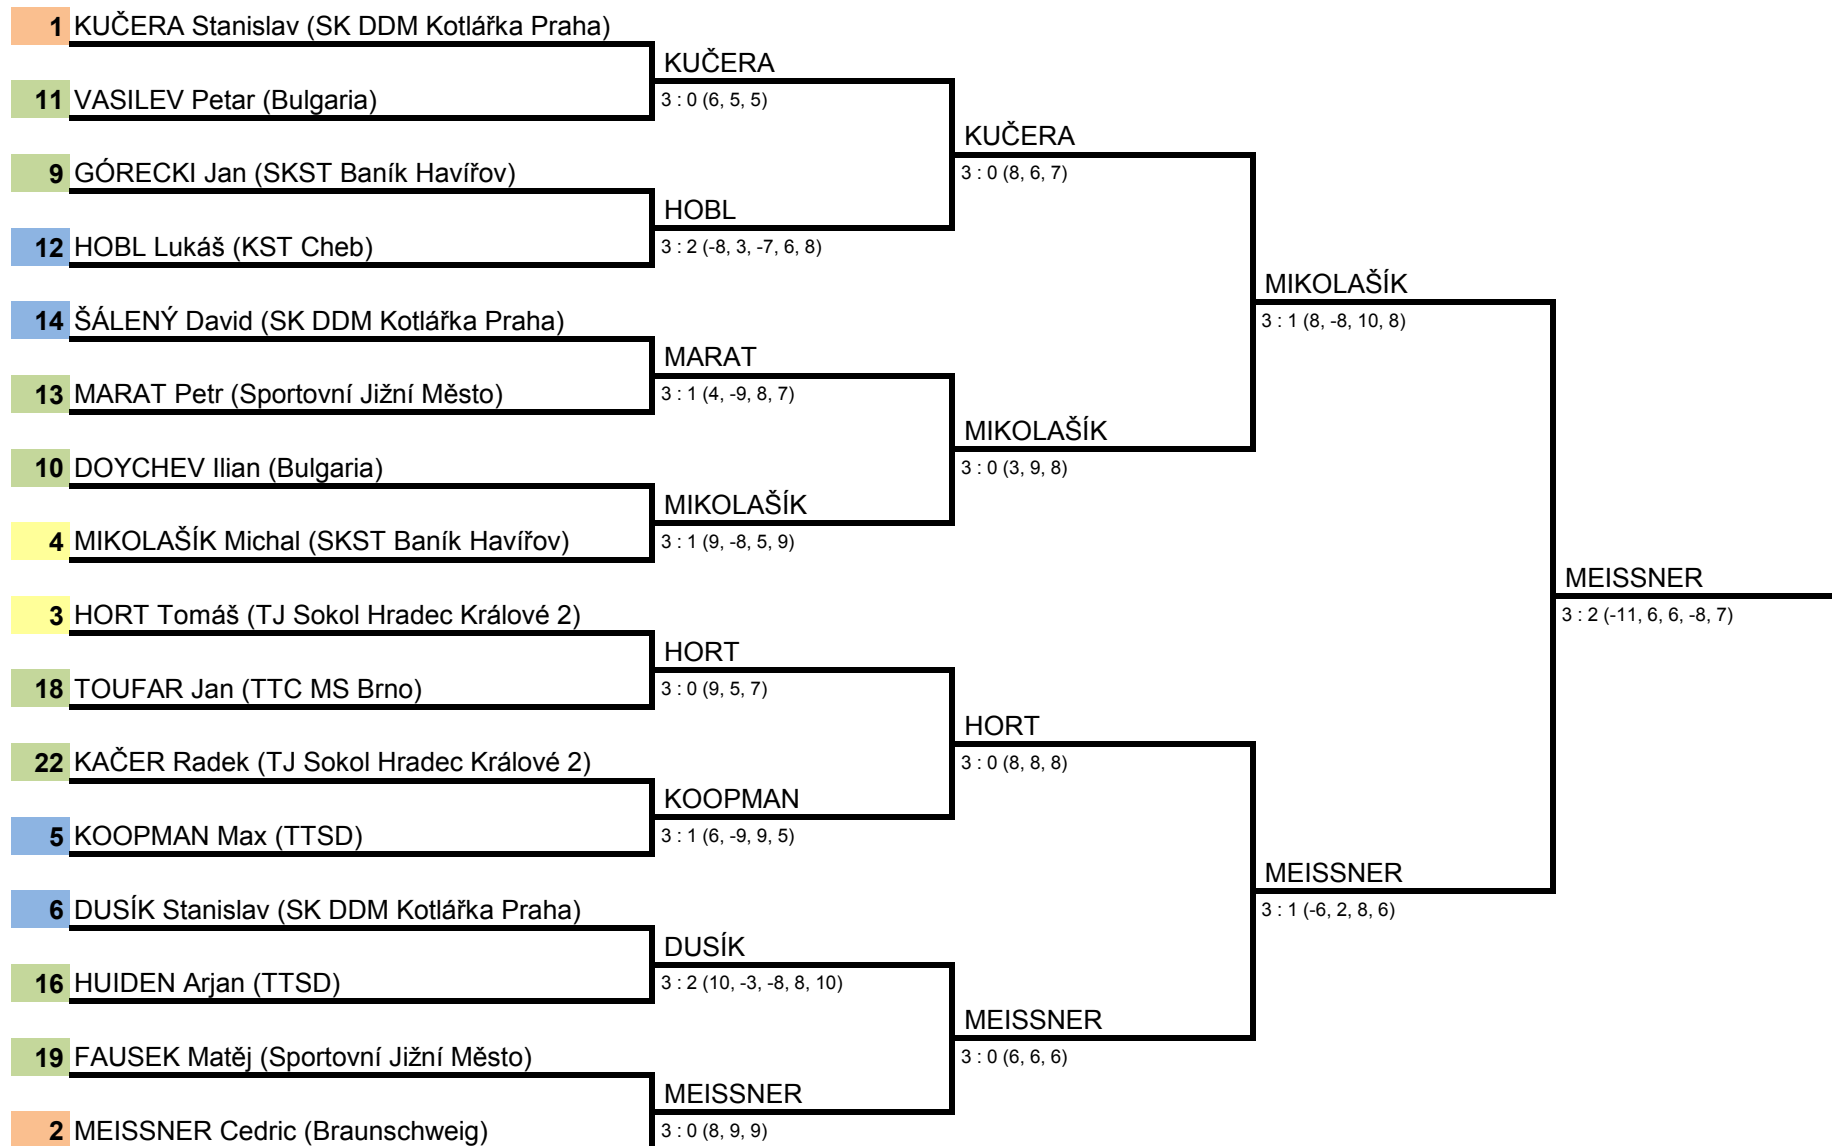 1 KUČERA Stanislav (SK DDM Kotlářka Praha)
KUČERA
11 VASILEV Petar (Bulgaria)
3 : 0 (6, 5, 5)
KUČERA
9 GÓRECKI Jan (SKST Baník Havířov)
3 : 0 (8, 6, 7)
HOBL
12 HOBL Lukáš (KST Cheb)
3 : 2 (-8, 3, -7, 6, 8)
MIKOLAŠÍK
14 ŠÁLENÝ David (SK DDM Kotlářka Praha)
3 : 1 (8, -8, 10, 8)
MARAT
13 MARAT Petr (Sportovní Jižní Město)
3 : 1 (4, -9, 8, 7)
MIKOLAŠÍK
10 DOYCHEV Ilian (Bulgaria)
3 : 0 (3, 9, 8)
MIKOLAŠÍK
4 MIKOLAŠÍK Michal (SKST Baník Havířov)
3 : 1 (9, -8, 5, 9)
MEISSNER
3 HORT Tomáš (TJ Sokol Hradec Králové 2)
3 : 2 (-11, 6, 6, -8, 7)
HORT
18 TOUFAR Jan (TTC MS Brno)
3 : 0 (9, 5, 7)
HORT
22 KAČER Radek (TJ Sokol Hradec Králové 2)
3 : 0 (8, 8, 8)
KOOPMAN
5 KOOPMAN Max (TTSD)
3 : 1 (6, -9, 9, 5)
MEISSNER
6 DUSÍK Stanislav (SK DDM Kotlářka Praha)
3 : 1 (-6, 2, 8, 6)
DUSÍK
16 HUIDEN Arjan (TTSD)
3 : 2 (10, -3, -8, 8, 10)
MEISSNER
19 FAUSEK Matěj (Sportovní Jižní Město)
3 : 0 (6, 6, 6)
MEISSNER
2 MEISSNER Cedric (Braunschweig)
3 : 0 (8, 9, 9)